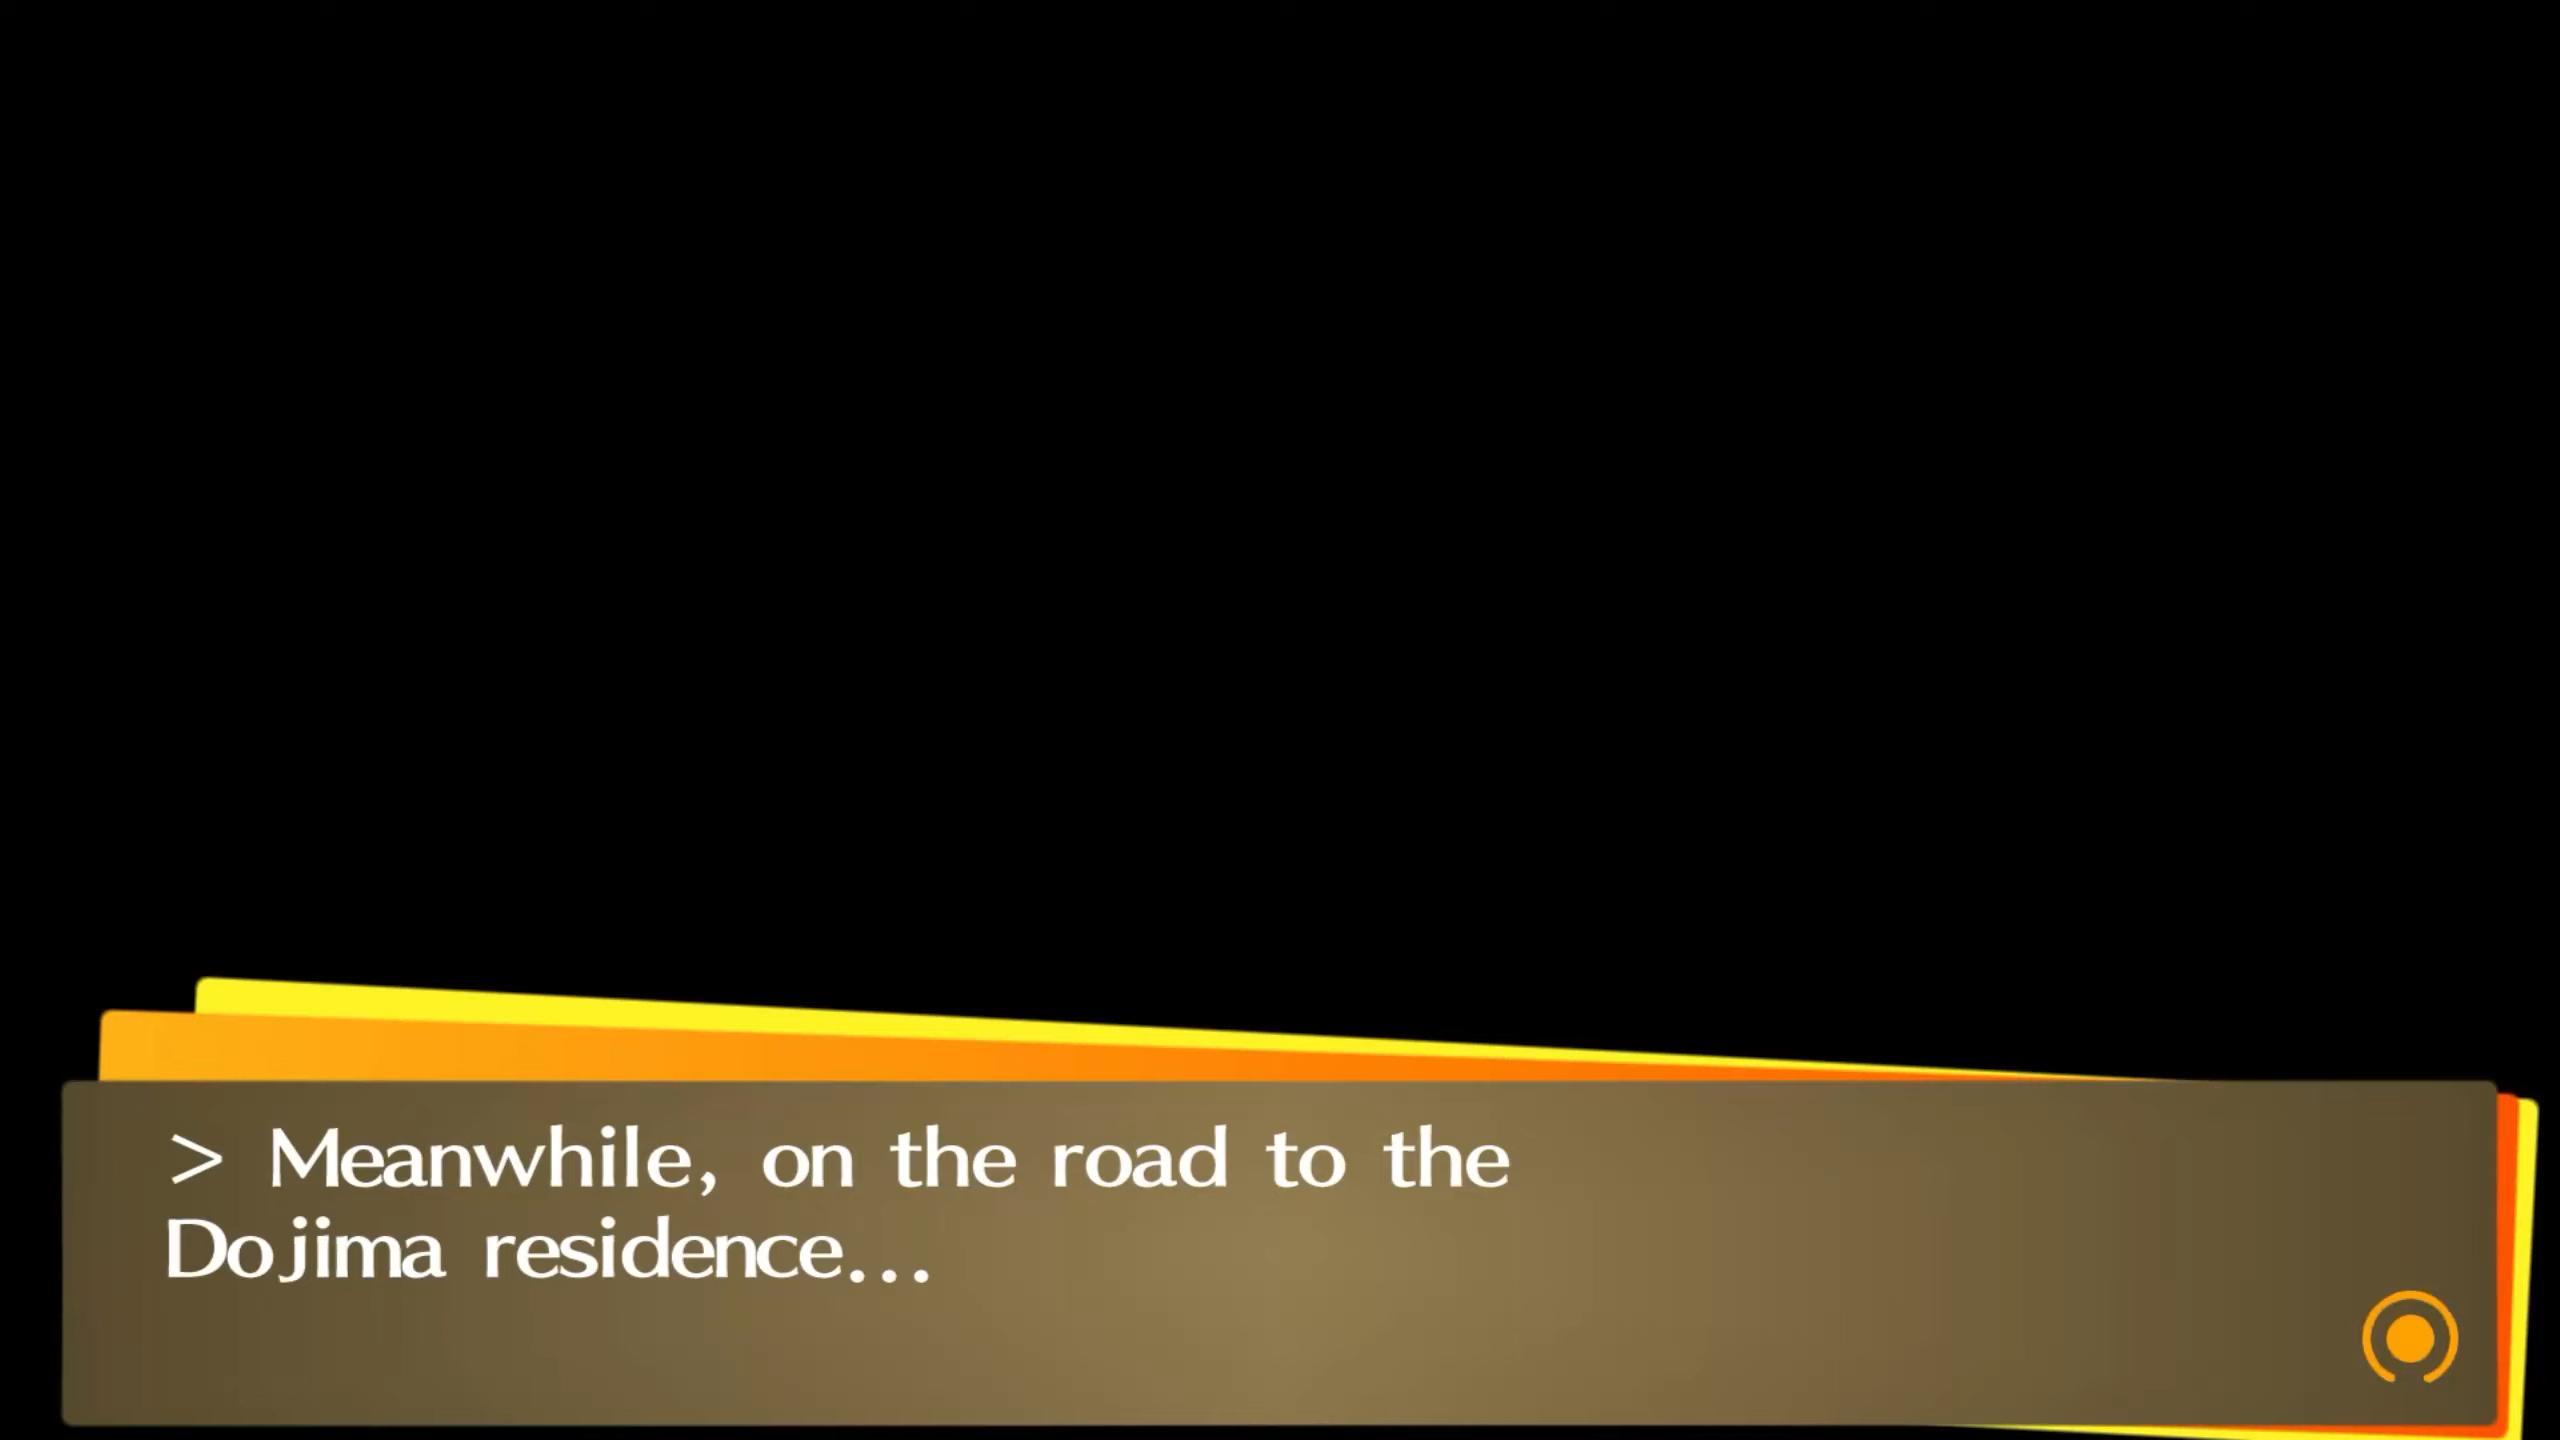 > Meanwhile, on the road to the
Dojima residence...